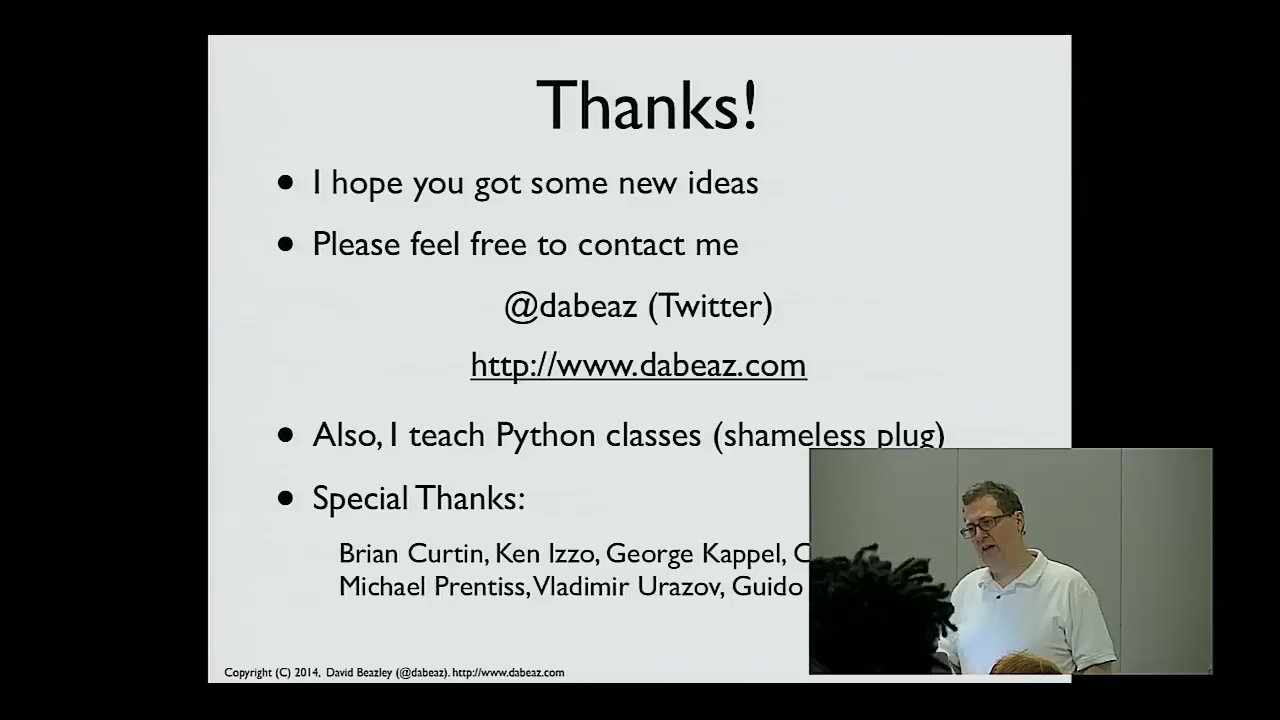 Thanks!
• I hope you got some new ideas
• Please feel free to contact me
@dabeaz (Twitter)
http://www.dabeaz.com
• Also, I teach Python classes (shameless plug)
• Special Thanks:
Brian Curtin, Ken Izzo, George Kappel,
Michael Prentiss, Vladimir Urazov, Guido
Copyright (C) 2014, David Beazley (@dabeaz). http://www.dabeaz.com